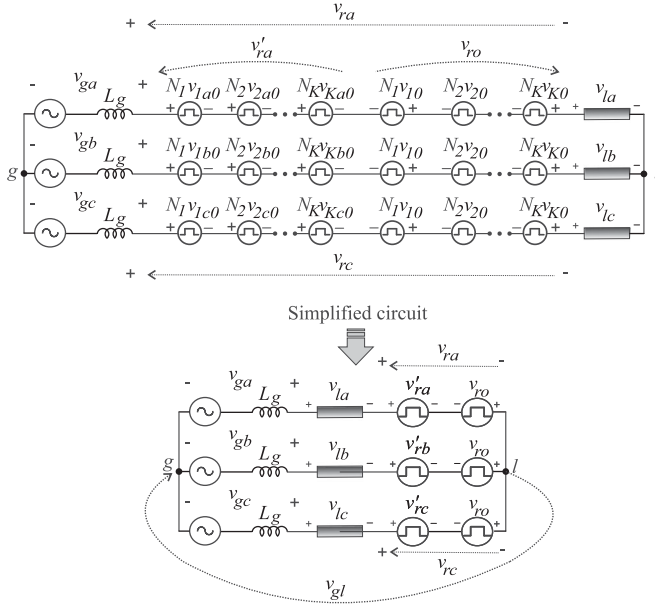 v_ra
+ -
v'_ra v_ro
- v_ga + N_1v_1a0 N_2v_2a0 N_Kv_Ka0 N_1v_10 N_2v_20 N_Kv_K0
L_g + − + − + − − + − + − + + v_la −
- v_gb + N_1v_1b0 N_2v_2b0 N_Kv_Kb0 N_1v_10 N_2v_20 N_Kv_K0
g L_g + − + − + − − + − + − + + v_lb −
- v_gc + N_1v_1c0 N_2v_2c0 N_Kv_Kc0 N_1v_10 N_2v_20 N_Kv_K0
L_g + − + − + − − + − + − + + v_lc −
+ -
v_rc
Simplified circuit
v_ra
+ -
- v_ga + v_la v'_ra v_ro
L_g + − + − − +
- v_gb + v_lb v'_rb v_ro
g L_g + − + − − + l
- v_gc + v_lc v'_rc v_ro
L_g + − + − − +
+ -
v_rc
v_gl